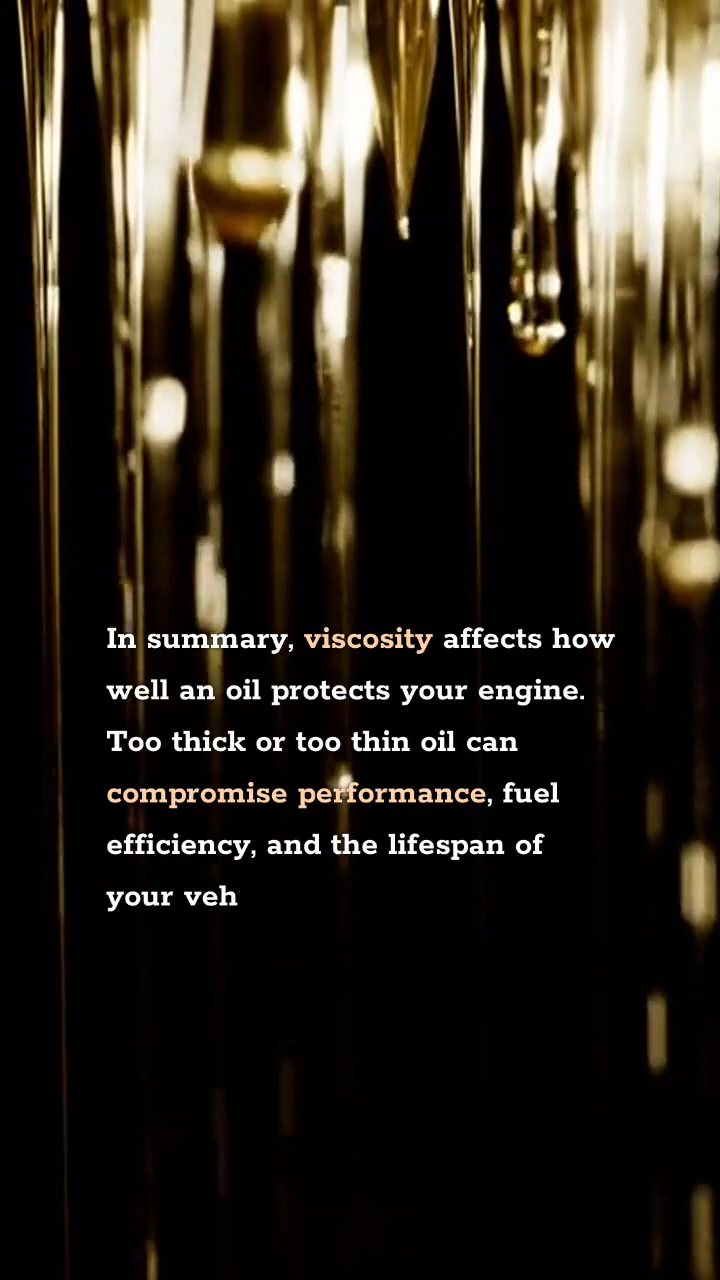 In summary, viscosity affects how
well an oil protects your engine.
Too thick or too thin oil can
compromise performance, fuel
efficiency, and the lifespan of
your veh